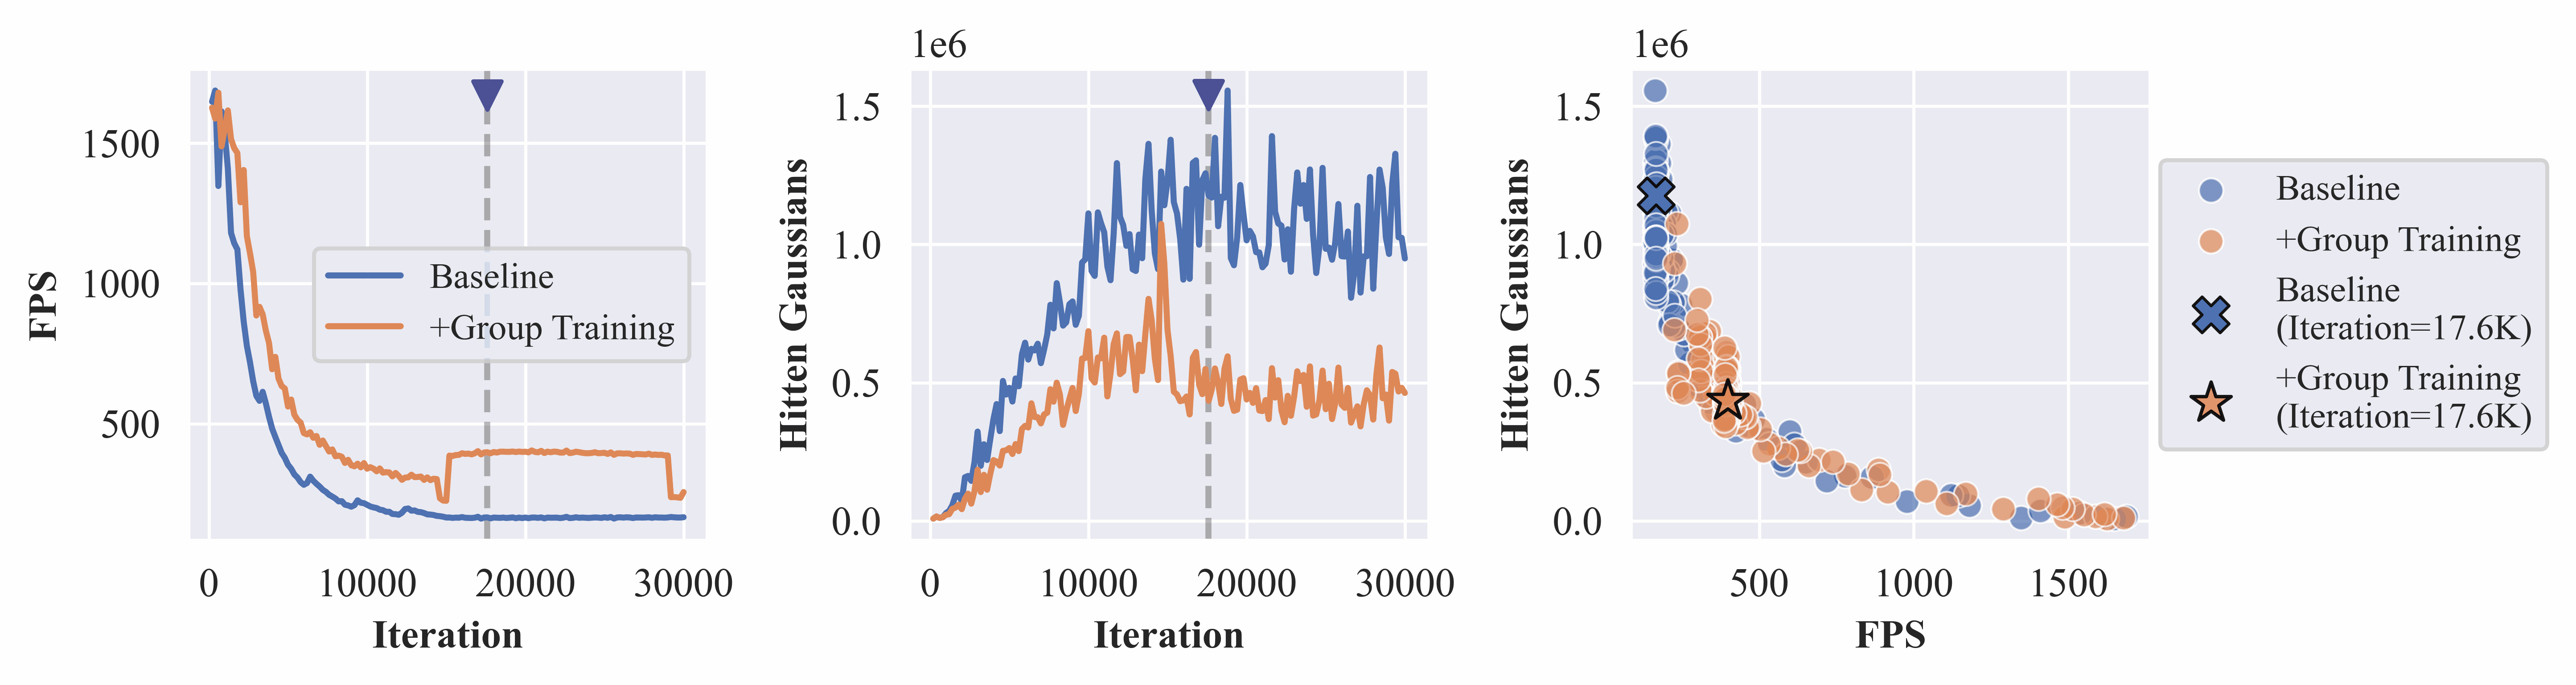 FPS
1500
1000
500
0
10000
20000
30000
Iteration
Baseline
+Group Training
1e6
Hitten Gaussians
1.5
1.0
0.5
0.0
0
10000
20000
30000
Iteration
1e6
Hitten Gaussians
1.5
1.0
0.5
0.0
500
1000
1500
FPS
Baseline
+Group Training
Baseline
(Iteration=17.6K)
+Group Training
(Iteration=17.6K)